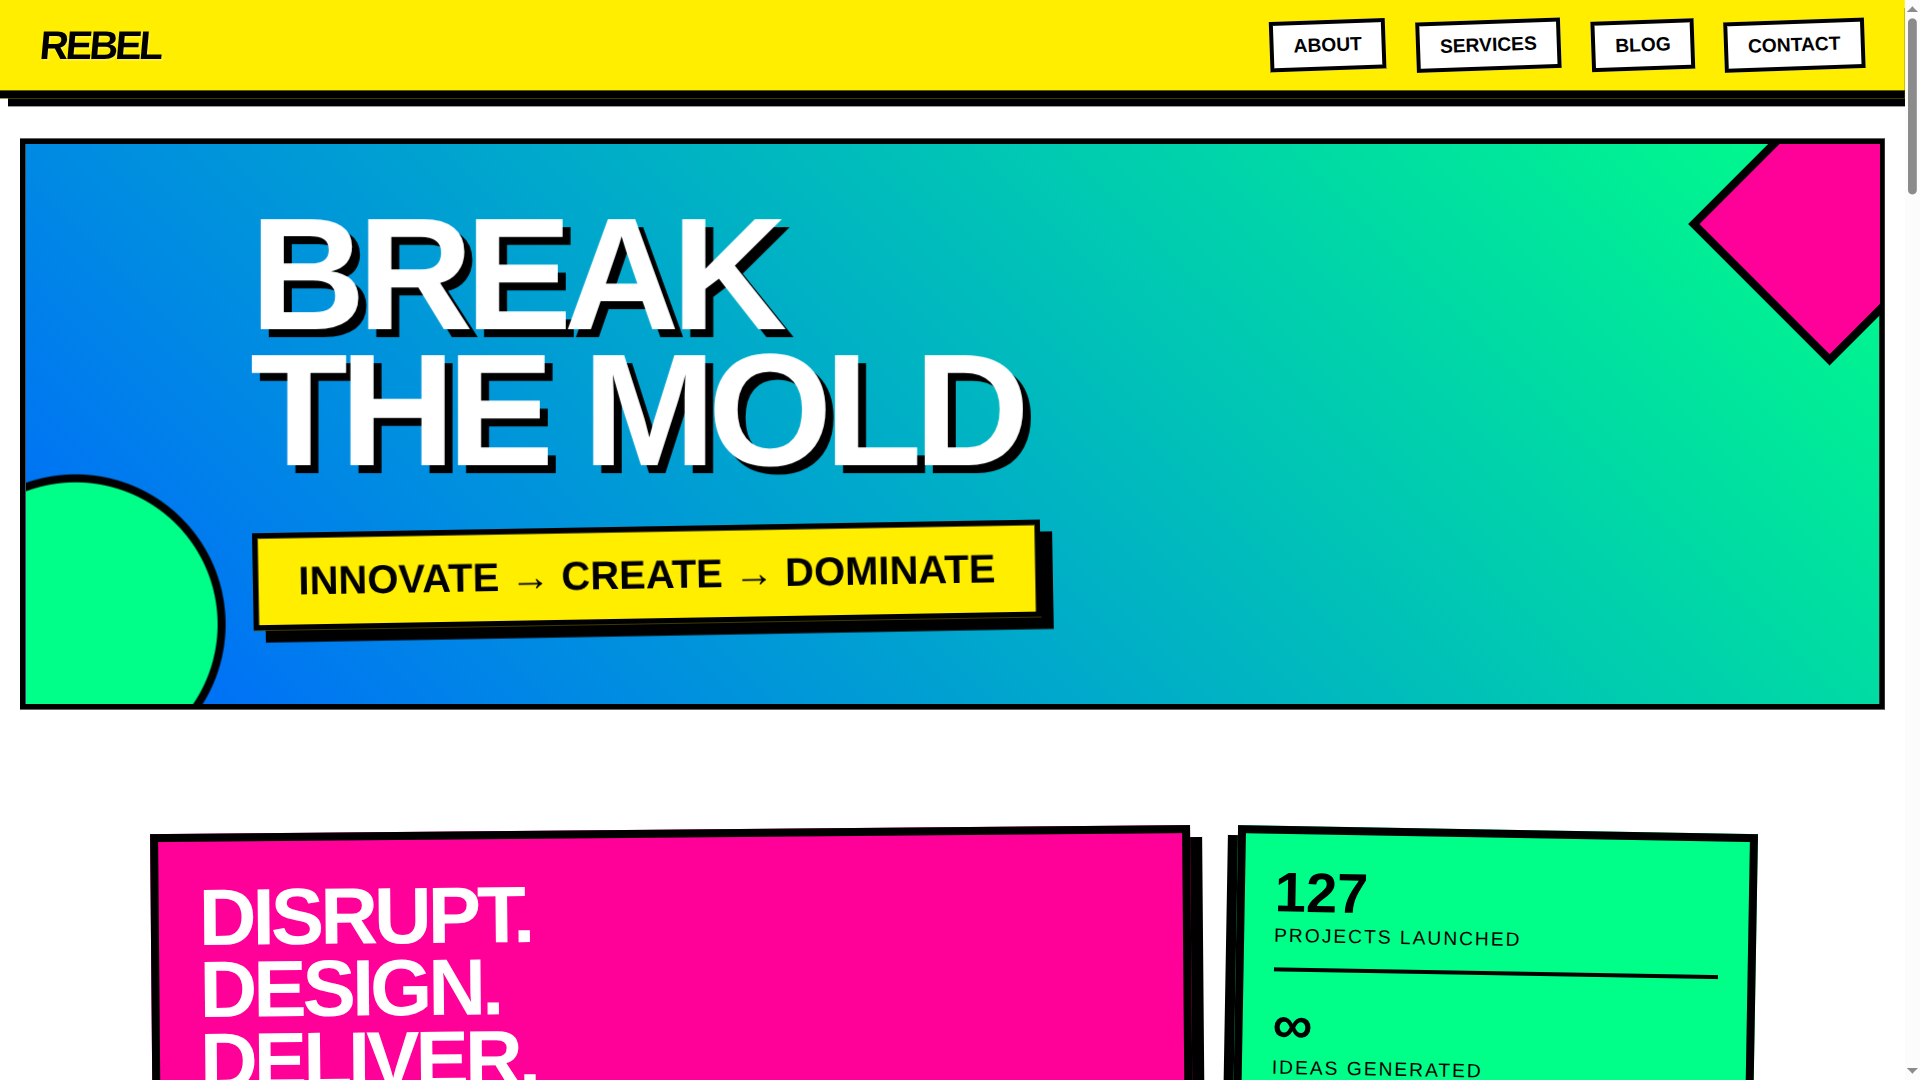 REBEL
ABOUT
SERVICES
BLOG
CONTACT
BREAK
THE MOLD
INNOVATE → CREATE → DOMINATE
DISRUPT.
DESIGN.
DELIVER.
127
PROJECTS LAUNCHED
∞
IDEAS GENERATED